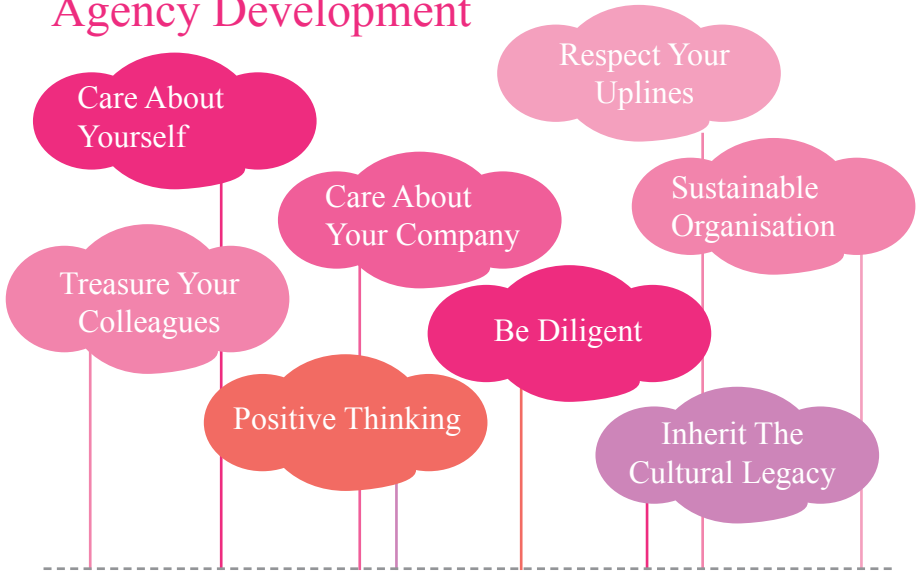 Agency Development
Respect Your
Uplines
Care About
Yourself
Care About
Your Company
Sustainable
Organisation
Treasure Your
Colleagues
Be Diligent
Positive Thinking
Inherit The
Cultural Legacy